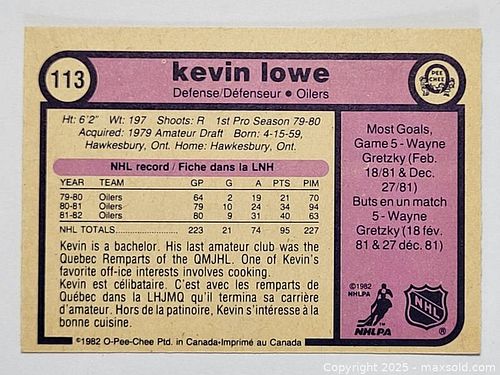 113
kevin lowe
Defense/Défenseur • Oilers
O PEE CHEE
Ht: 6'2" Wt: 197 Shoots: R 1st Pro Season 79-80
Acquired: 1979 Amateur Draft Born: 4-15-59,
Hawkesbury, Ont. Home: Hawkesbury, Ont.
NHL record / Fiche dans la LNH
YEAR TEAM GP G A PTS PIM
79-80 Oilers 64 2 19 21 70
80-81 Oilers 79 10 24 34 94
81-82 Oilers 80 9 31 40 63
NHL TOTALS..................... 223 21 74 95 227
Kevin is a bachelor. His last amateur club was the
Quebec Remparts of the QMJHL. One of Kevin's
favorite off-ice interests involves cooking.
Kevin est célibataire. C'est avec les remparts de
Québec dans la LHJMQ qu'il termina sa carrière
d'amateur. Hors de la patinoire, Kevin s'intéresse à la
bonne cuisine.
Most Goals,
Game 5 - Wayne
Gretzky (Feb.
18/81 & Dec.
27/81)
Buts en un match
5 - Wayne
Gretzky (18 fév.
81 & 27 déc. 81)
©1982
NHLPA
NHLPA
NHL
®
©1982 O-Pee-Chee Ptd. in Canada-Imprimé au Canada
Copyright 2025 - maxsold.com